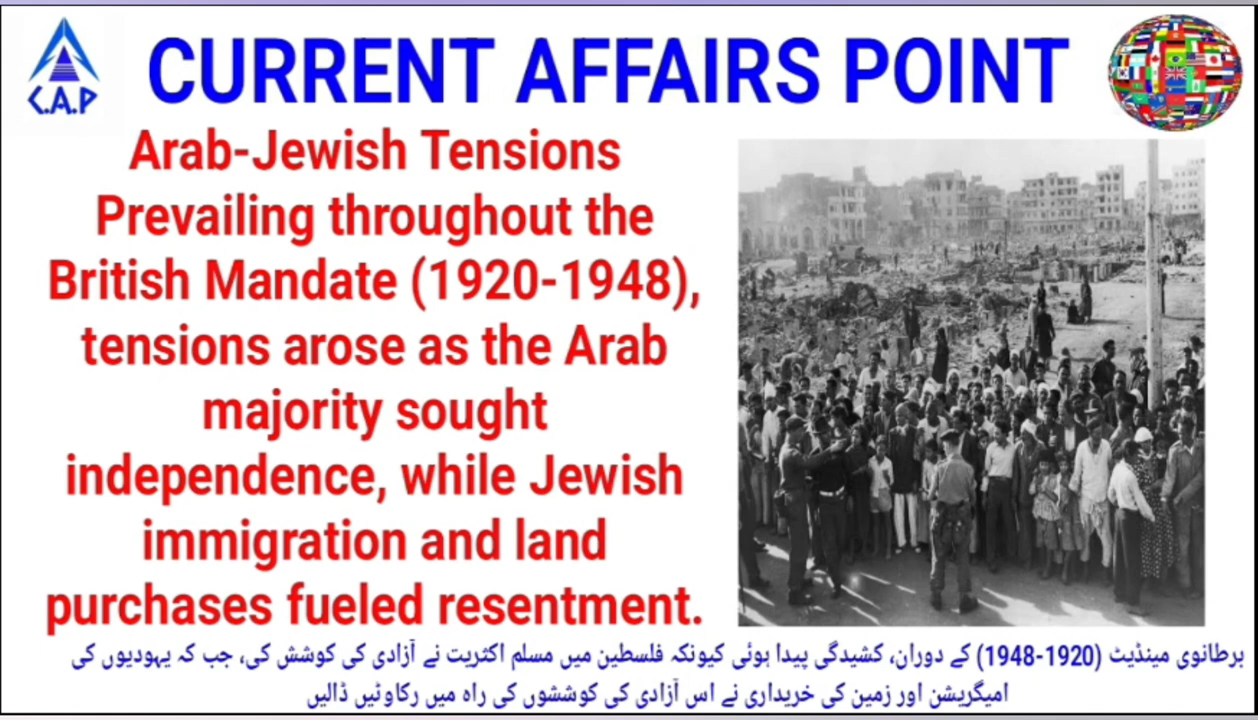 C.A.P
CURRENT AFFAIRS POINT
Arab-Jewish Tensions
Prevailing throughout the
British Mandate (1920-1948),
tensions arose as the Arab
majority sought
independence, while Jewish
immigration and land
purchases fueled resentment.
برطانوی مینڈیٹ (1920-1948) کے دوران، کشیدگی پیدا ہوئی کیونکہ فلسطین میں مسلم اکثریت نے آزادی کی کوشش کی، جب کہ یہودیوں کی
امیگریشن اور زمین کی خریداری نے اس آزادی کی کوششوں کی راہ میں رکاوٹیں ڈالیں